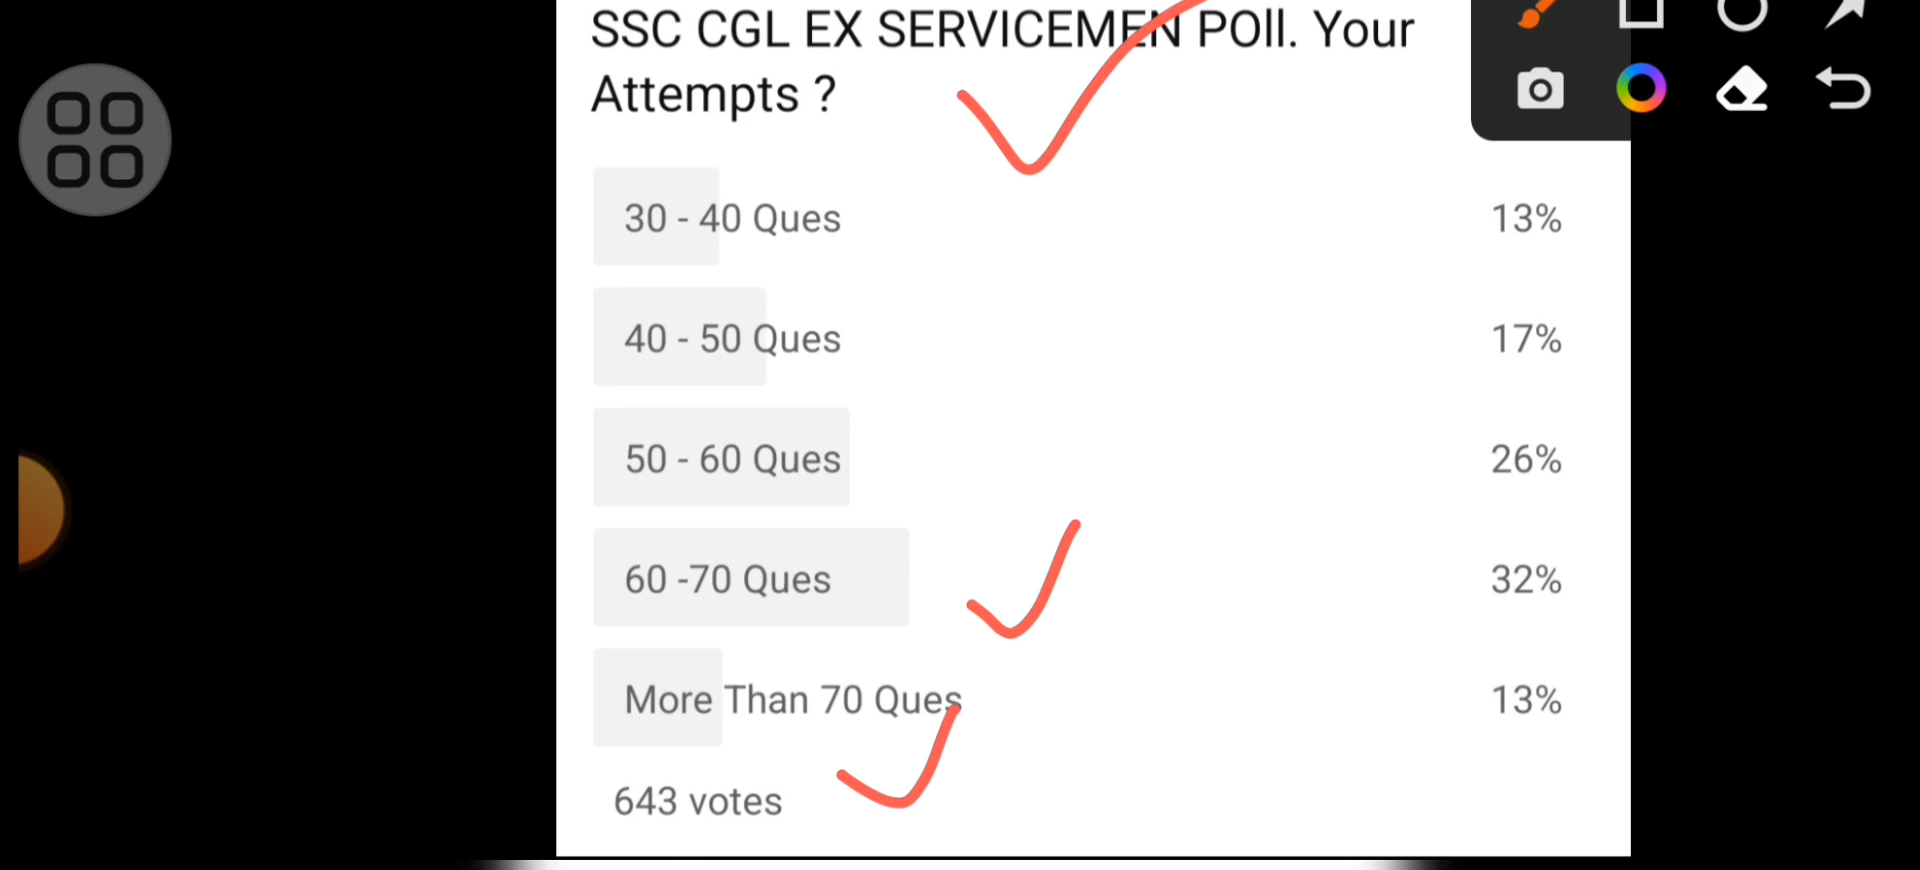 SSC CGL EX SERVICEMEN POll. Your
Attempts ?
30 - 40 Ques 13%
40 - 50 Ques 17%
50 - 60 Ques 26%
60 -70 Ques 32%
More Than 70 Ques 13%
643 votes